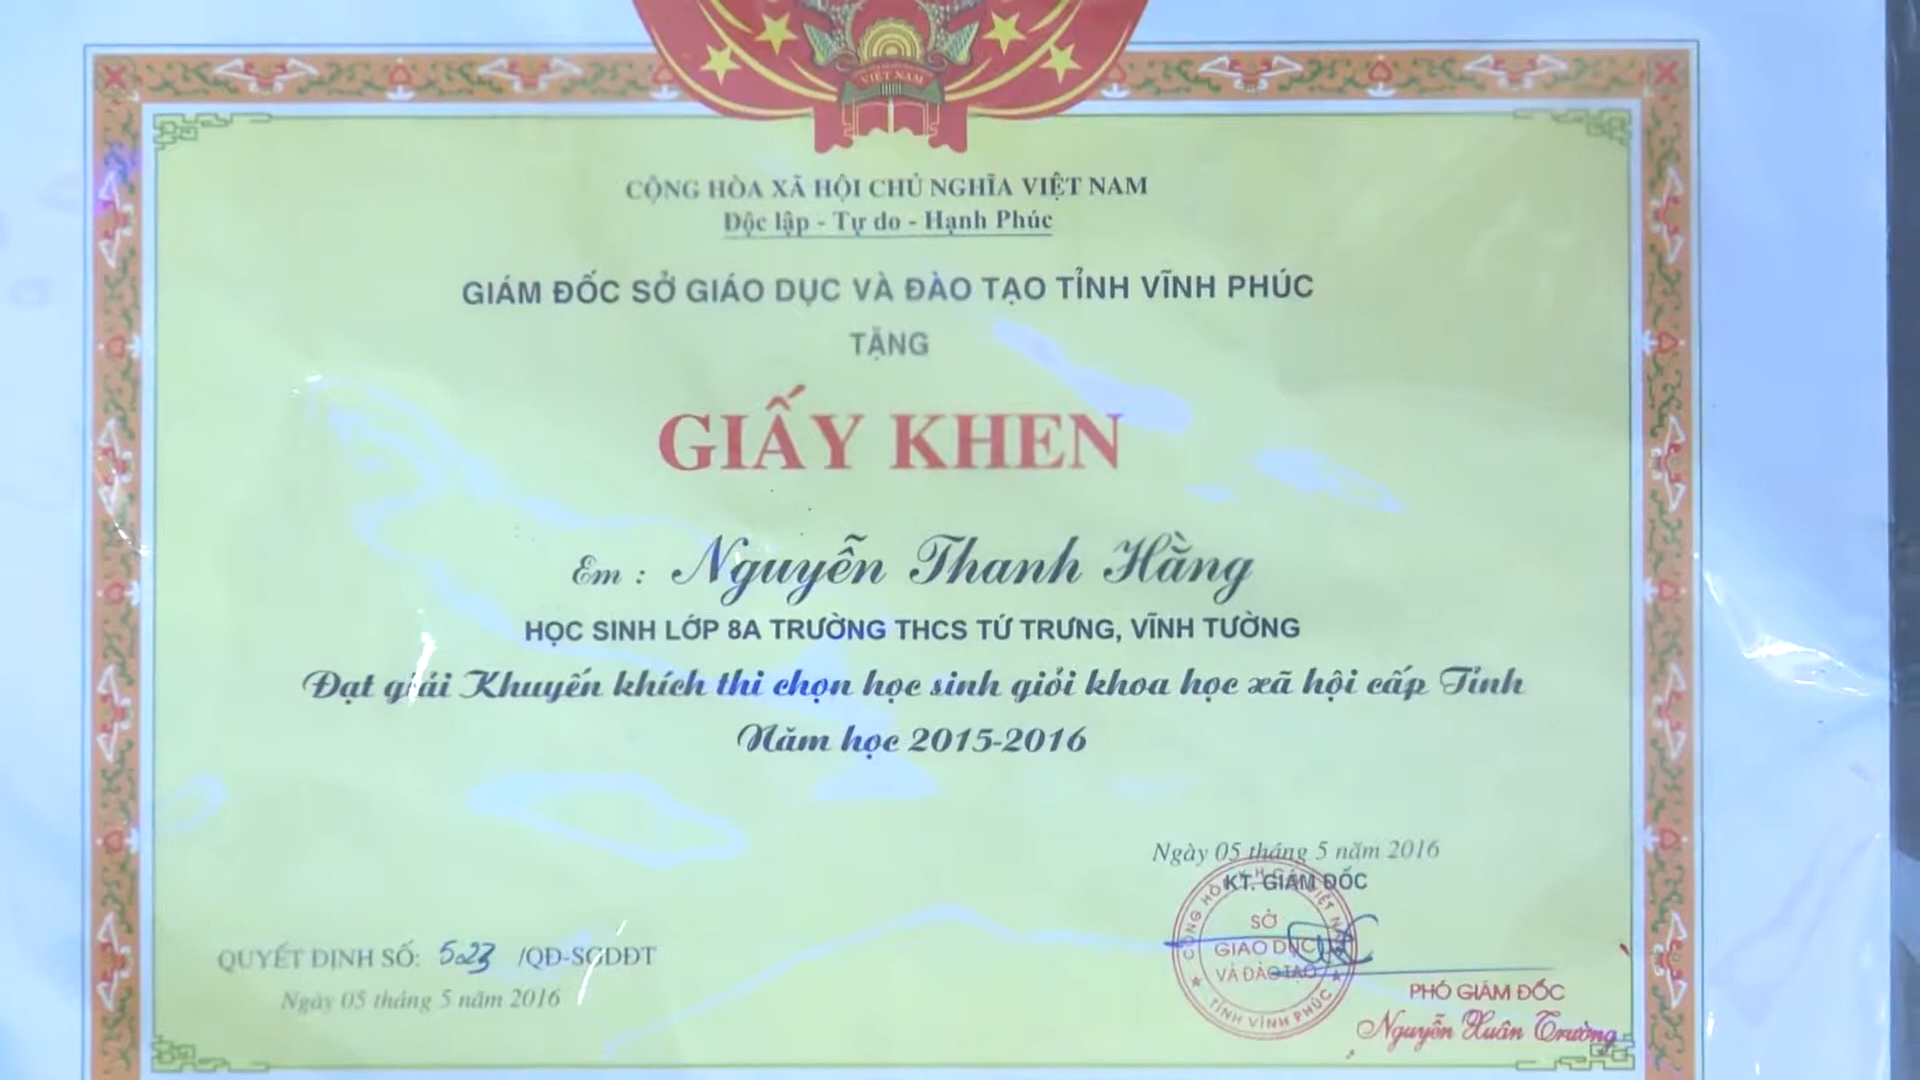 VIỆT NAM
CỘNG HÒA XÃ HỘI CHỦ NGHĨA VIỆT NAM
Độc lập - Tự do - Hạnh Phúc
GIÁM ĐỐC SỞ GIÁO DỤC VÀ ĐÀO TẠO TỈNH VĨNH PHÚC
TẶNG
GIẤY KHEN
Em : Nguyễn Thanh Hằng
HỌC SINH LỚP 8A TRƯỜNG THCS TỨ TRƯNG, VĨNH TƯỜNG
Đạt giải Khuyến khích thi chọn học sinh giỏi khoa học xã hội cấp Tỉnh
Năm học 2015-2016
Ngày 05 tháng 5 năm 2016
KT. GIÁM ĐỐC
SỞ
GIÁO DỤC
VÀ ĐÀO TẠO
TỈNH VĨNH PHÚC
PHÓ GIÁM ĐỐC
Nguyễn Xuân Trường
QUYẾT ĐỊNH SỐ: 523 /QĐ-SGDĐT
Ngày 05 tháng 5 năm 2016